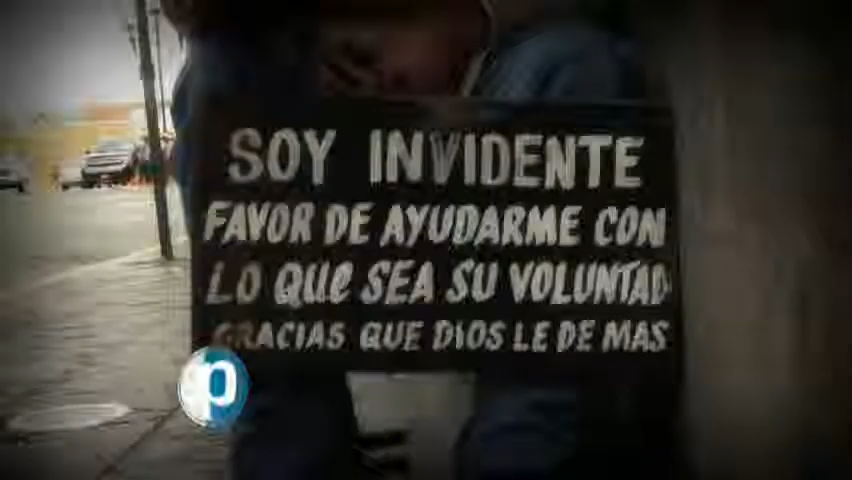 SOY INVIDENTE
FAVOR DE AYUDARME CON
LO QUE SEA SU VOLUNTAD
GRACIAS QUE DIOS LE DE MAS
p